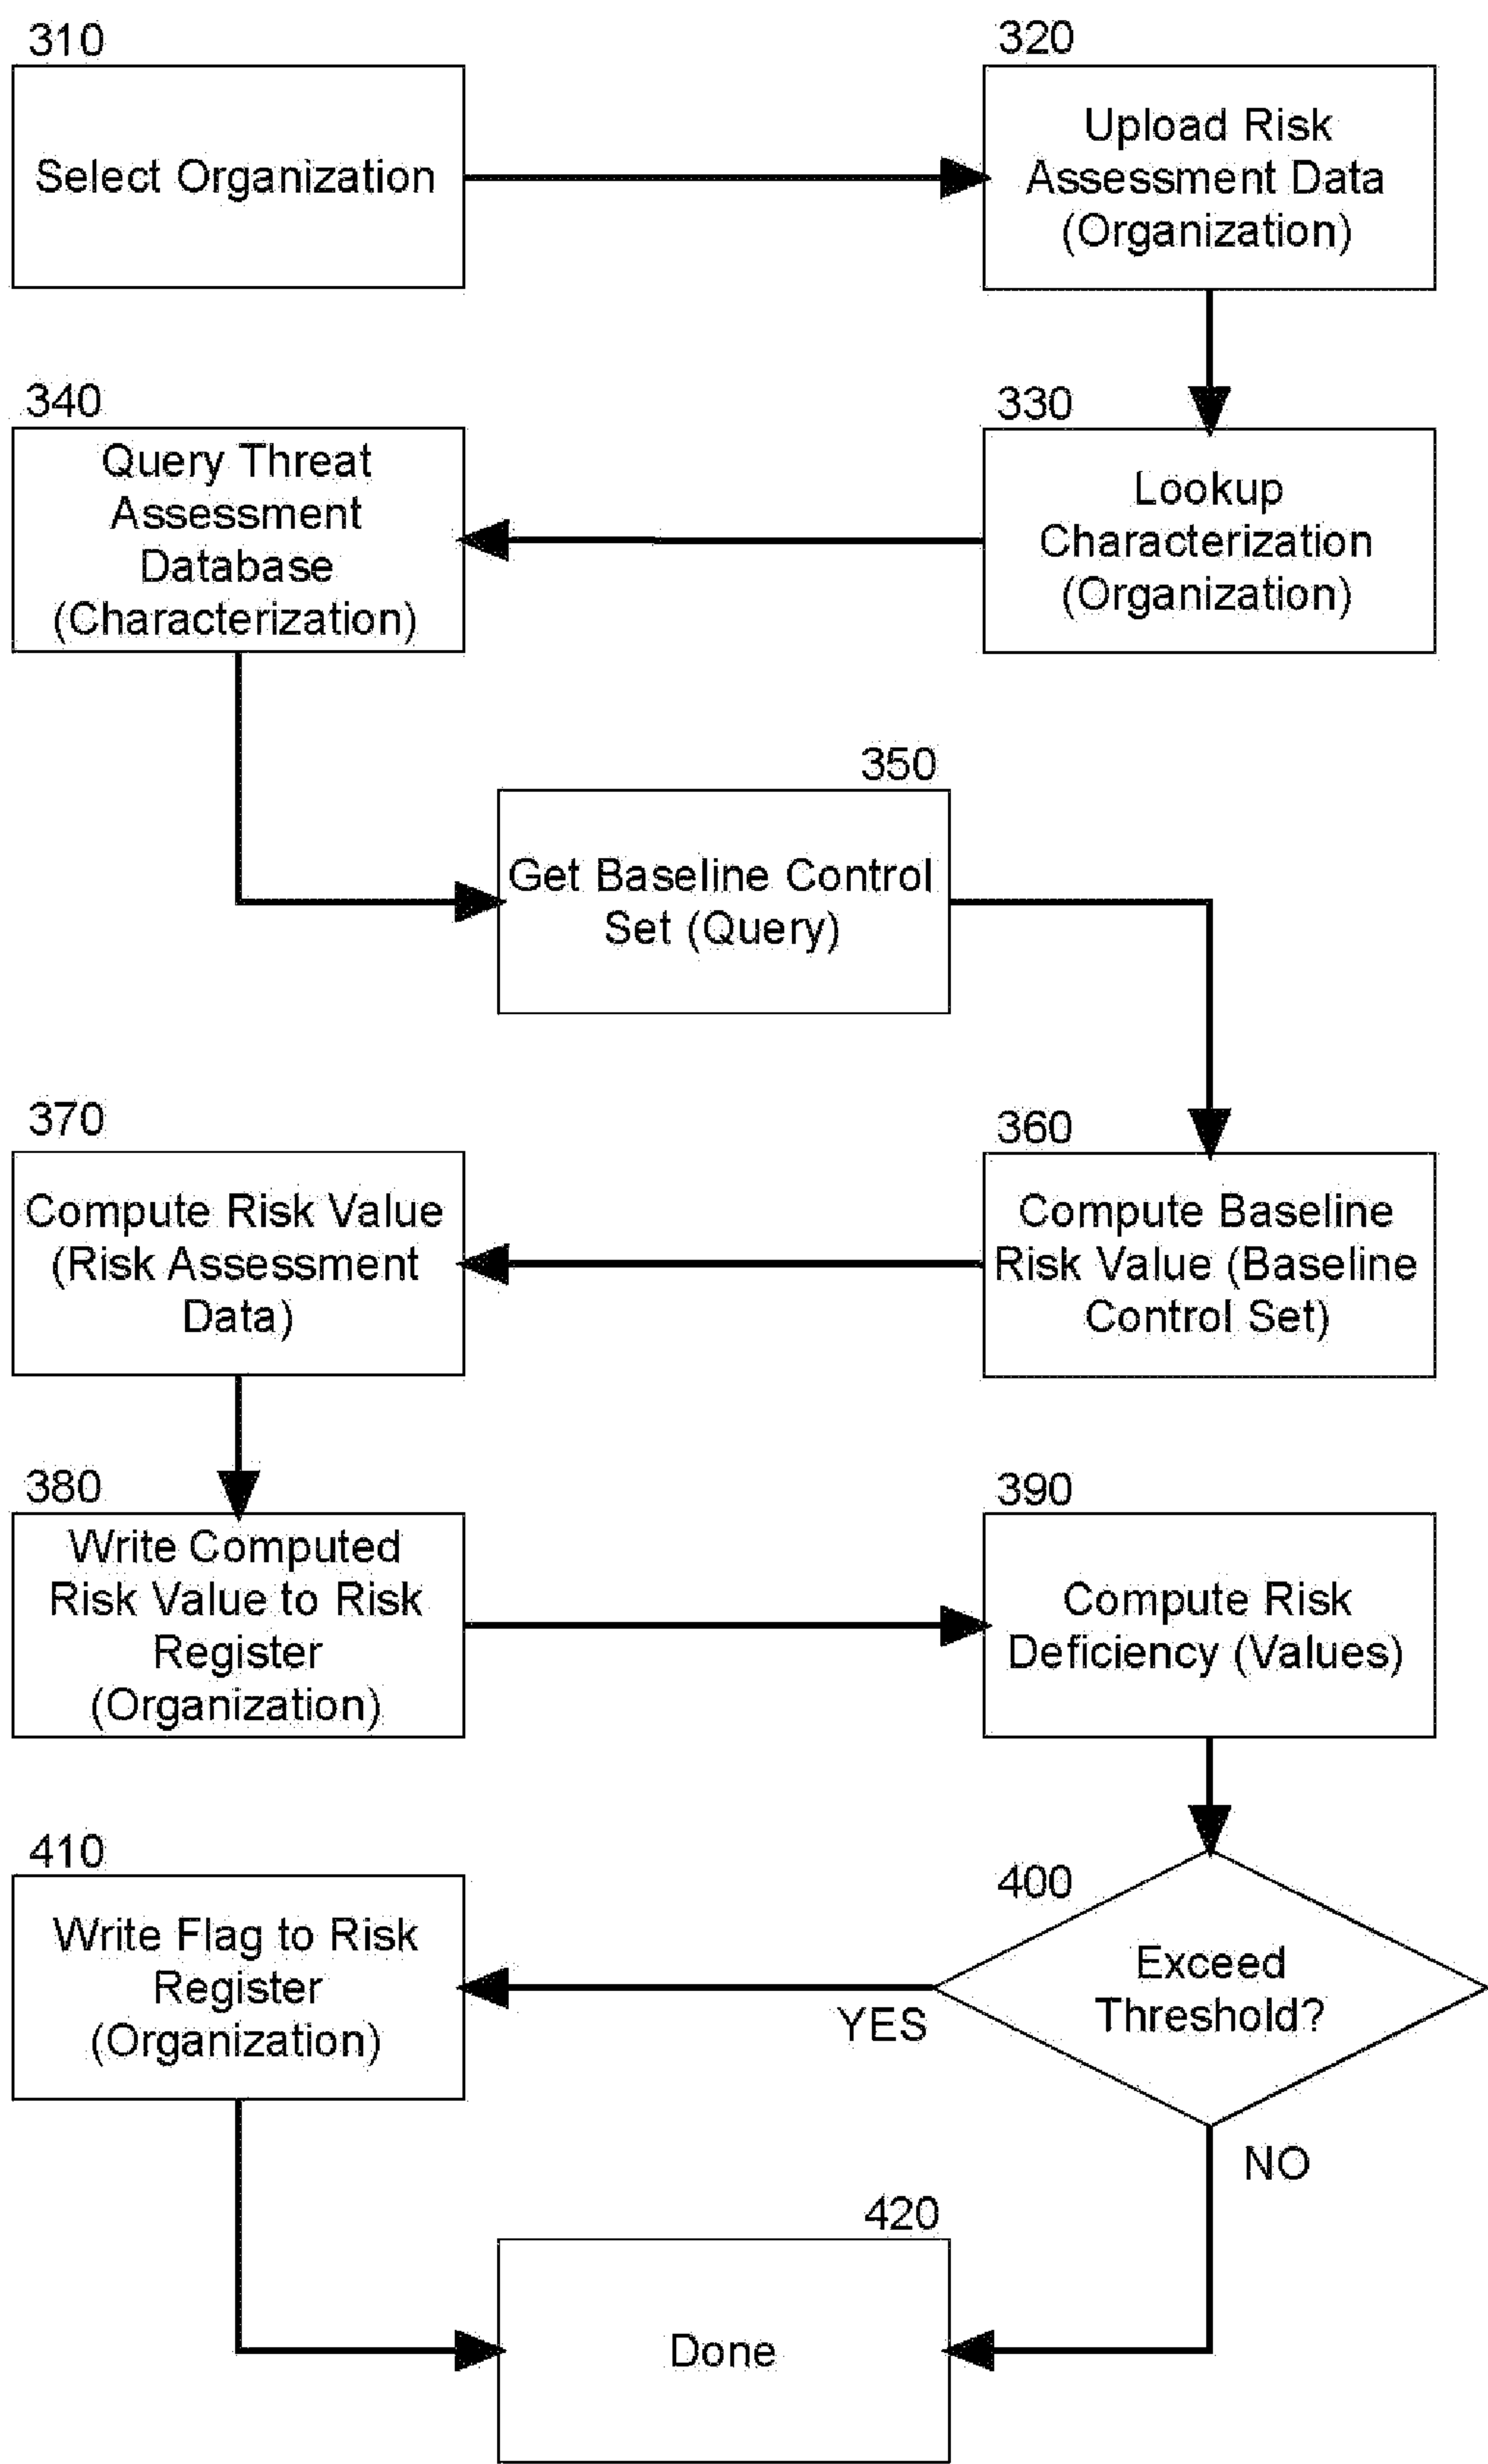 310
Select Organization
320
Upload Risk
Assessment Data
(Organization)
330
Lookup
Characterization
(Organization)
340
Query Threat
Assessment
Database
(Characterization)
350
Get Baseline Control
Set (Query)
360
Compute Baseline
Risk Value (Baseline
Control Set)
370
Compute Risk Value
(Risk Assessment
Data)
380
Write Computed
Risk Value to Risk
Register
(Organization)
390
Compute Risk
Deficiency (Values)
400
Exceed
Threshold?
YES
NO
410
Write Flag to Risk
Register
(Organization)
420
Done